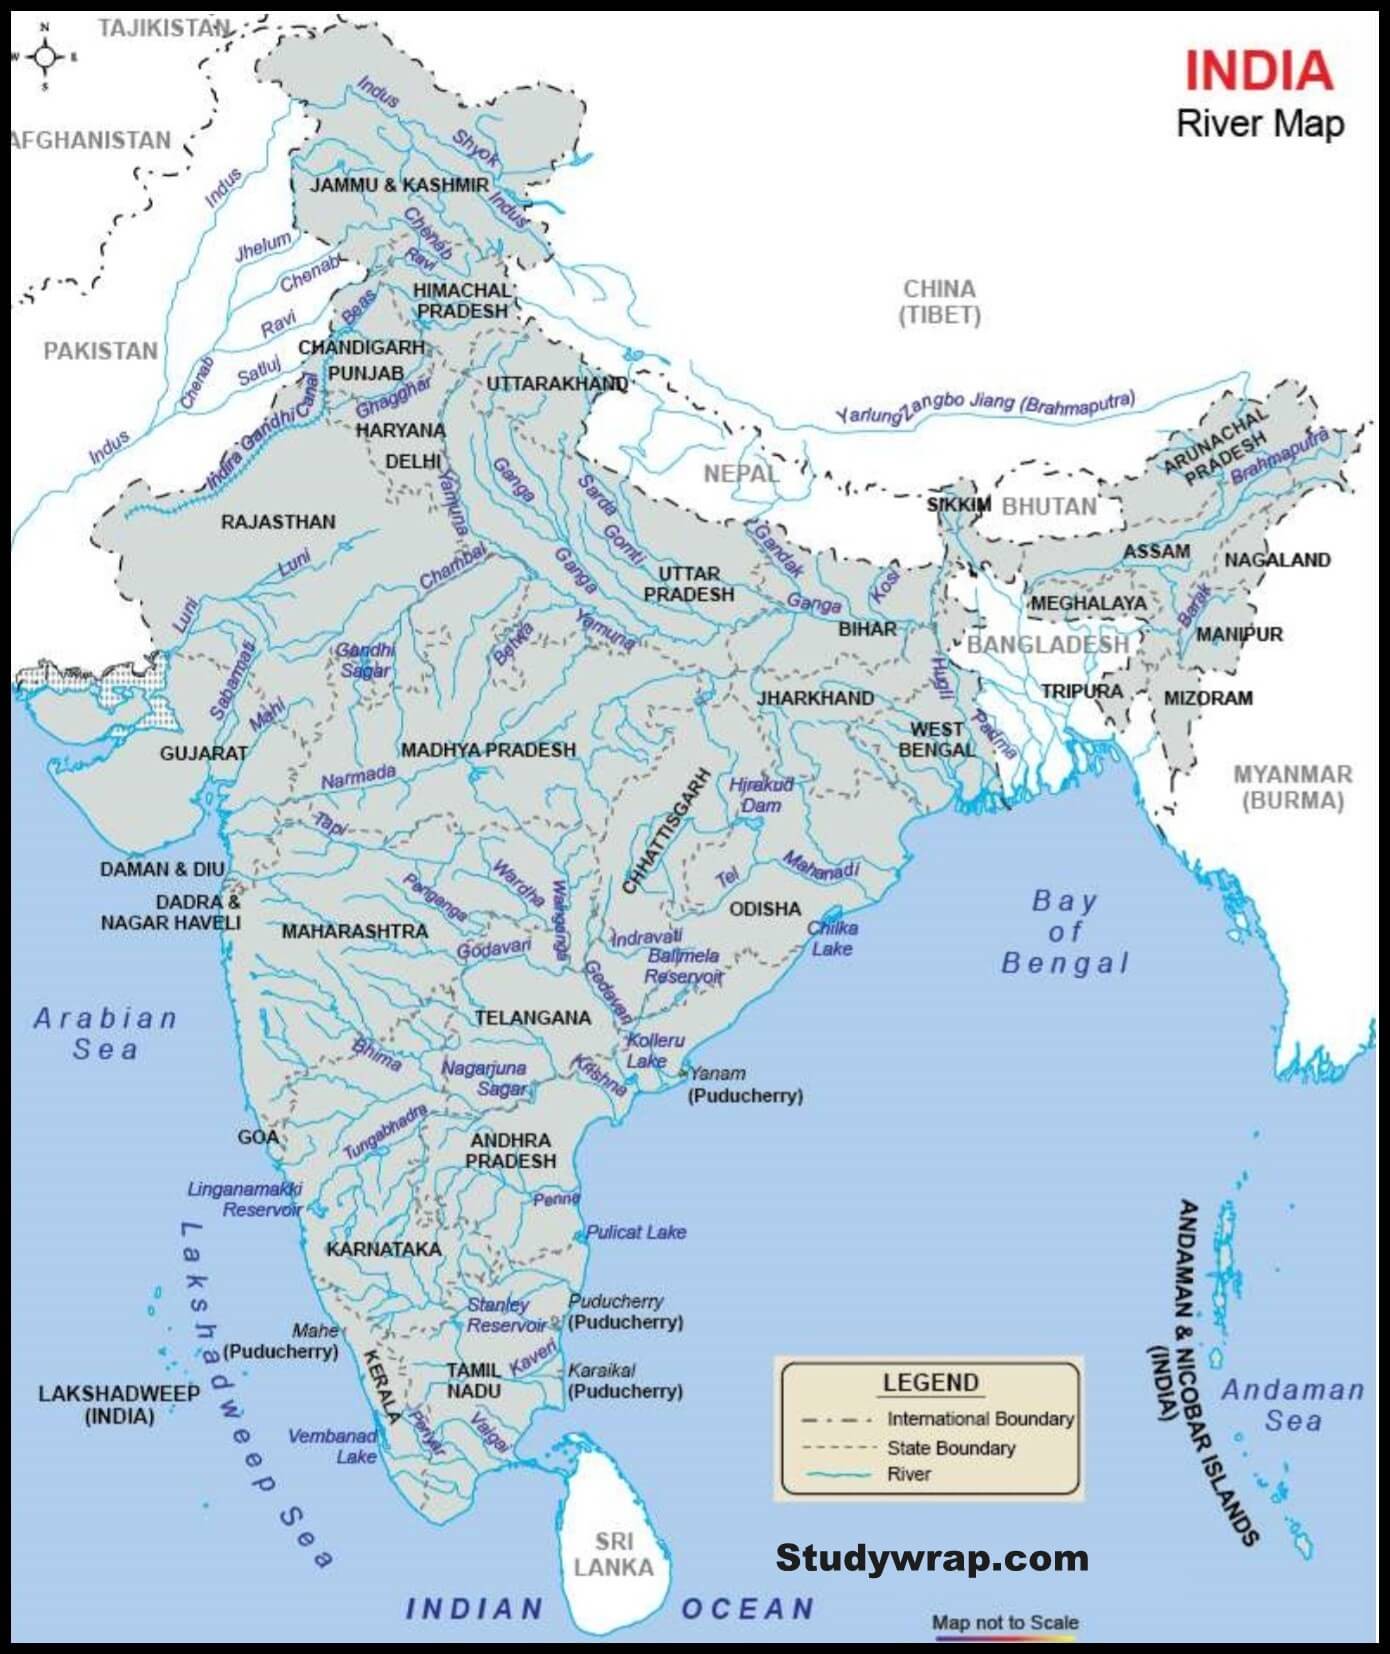 INDIA
River Map
N
W
E
S
TAJIKISTAN
AFGHANISTAN
PAKISTAN
CHINA
(TIBET)
NEPAL
BHUTAN
BANGLADESH
MYANMAR
(BURMA)
SRI
LANKA
Indus
Shyok
Indus
JAMMU & KASHMIR
Indus
Jhelum
Chenab
Chenab
Ravi
Ravi
Beas
HIMACHAL
PRADESH
Chenab
Satluj
CHANDIGARH
PUNJAB
Ghagghar
Indira Gandhi Canal
Indus
UTTARAKHAND
HARYANA
DELHI
Yamuna
Ganga
Sarda
Gomti
Ganga
Yarlung Zangbo Jiang (Brahmaputra)
ARUNACHAL
PRADESH
Brahmaputra
SIKKIM
ASSAM
NAGALAND
MEGHALAYA
Barak
MANIPUR
TRIPURA
MIZORAM
RAJASTHAN
Luni
Luni
Chambal
UTTAR
PRADESH
Gandak
Ganga
Kosi
BIHAR
Yamuna
Betwa
Gandhi
Sagar
Sabarmati
Mahi
GUJARAT
MADHYA PRADESH
JHARKHAND
WEST
BENGAL
Hugli
Padma
Narmada
Tapi
CHHATTISGARH
Hirakud
Dam
Mahanadi
Tel
ODISHA
Chilka
Lake
DAMAN & DIU
DADRA &
NAGAR HAVELI
MAHARASHTRA
Penganga
Wardha
Wainganga
Godavari
Indravati
Balimela
Reservoir
Godavari
TELANGANA
Kolleru
Lake
Bhima
Nagarjuna
Sagar
Krishna
Yanam
(Puducherry)
GOA
Tungabhadra
ANDHRA
PRADESH
Linganamakki
Reservoir
Penne
Pulicat Lake
KARNATAKA
Stanley
Reservoir
Puducherry
(Puducherry)
Mahe
(Puducherry)
KERALA
TAMIL
NADU
Kaveri
Karaikal
(Puducherry)
Vembanad
Lake
Periyar
Vaigai
LAKSHADWEEP
(INDIA)
Lakshadweep Sea
Arabian
Sea
Bay
of
Bengal
ANDAMAN & NICOBAR ISLANDS
(INDIA)
Andaman
Sea
INDIAN OCEAN
LEGEND
International Boundary
State Boundary
River
Studywrap.com
Map not to Scale